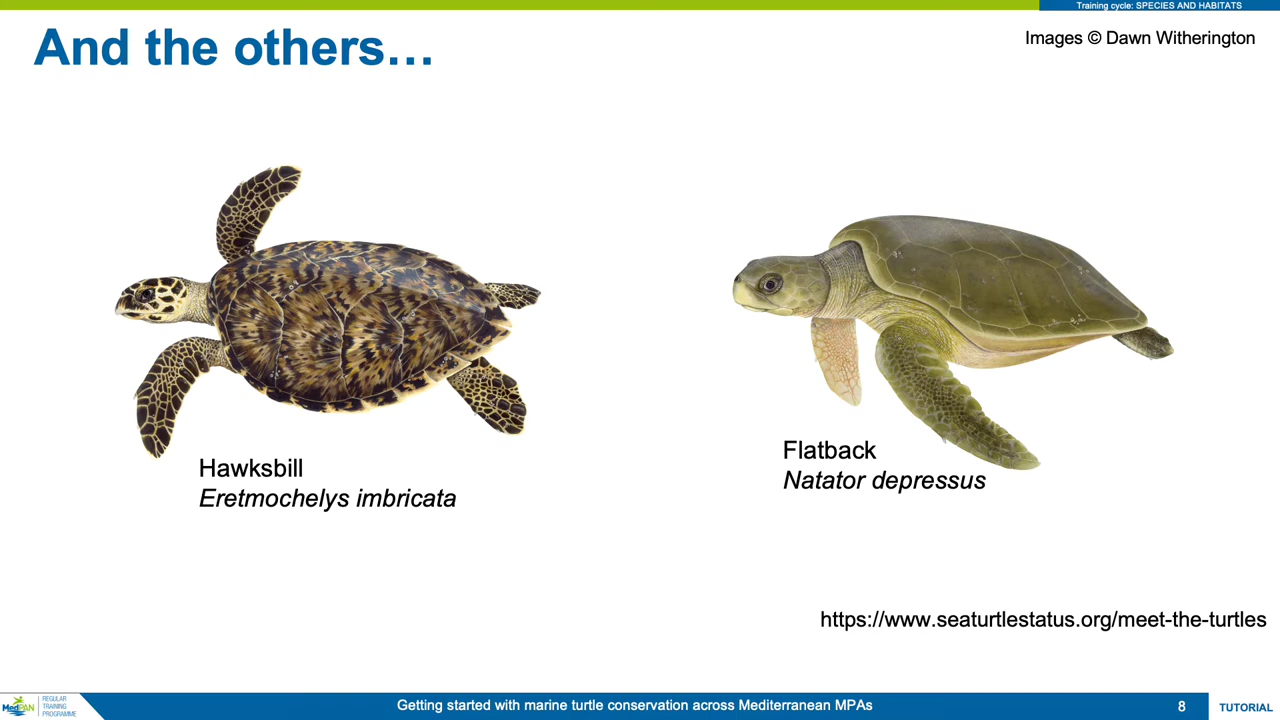 Training cycle: SPECIES AND HABITATS
And the others…
Images © Dawn Witherington
Hawksbill
Eretmochelys imbricata
Flatback
Natator depressus
https://www.seaturtlestatus.org/meet-the-turtles
MedPAN
REGULAR
TRAINING
PROGRAMME
Getting started with marine turtle conservation across Mediterranean MPAs
8
TUTORIAL